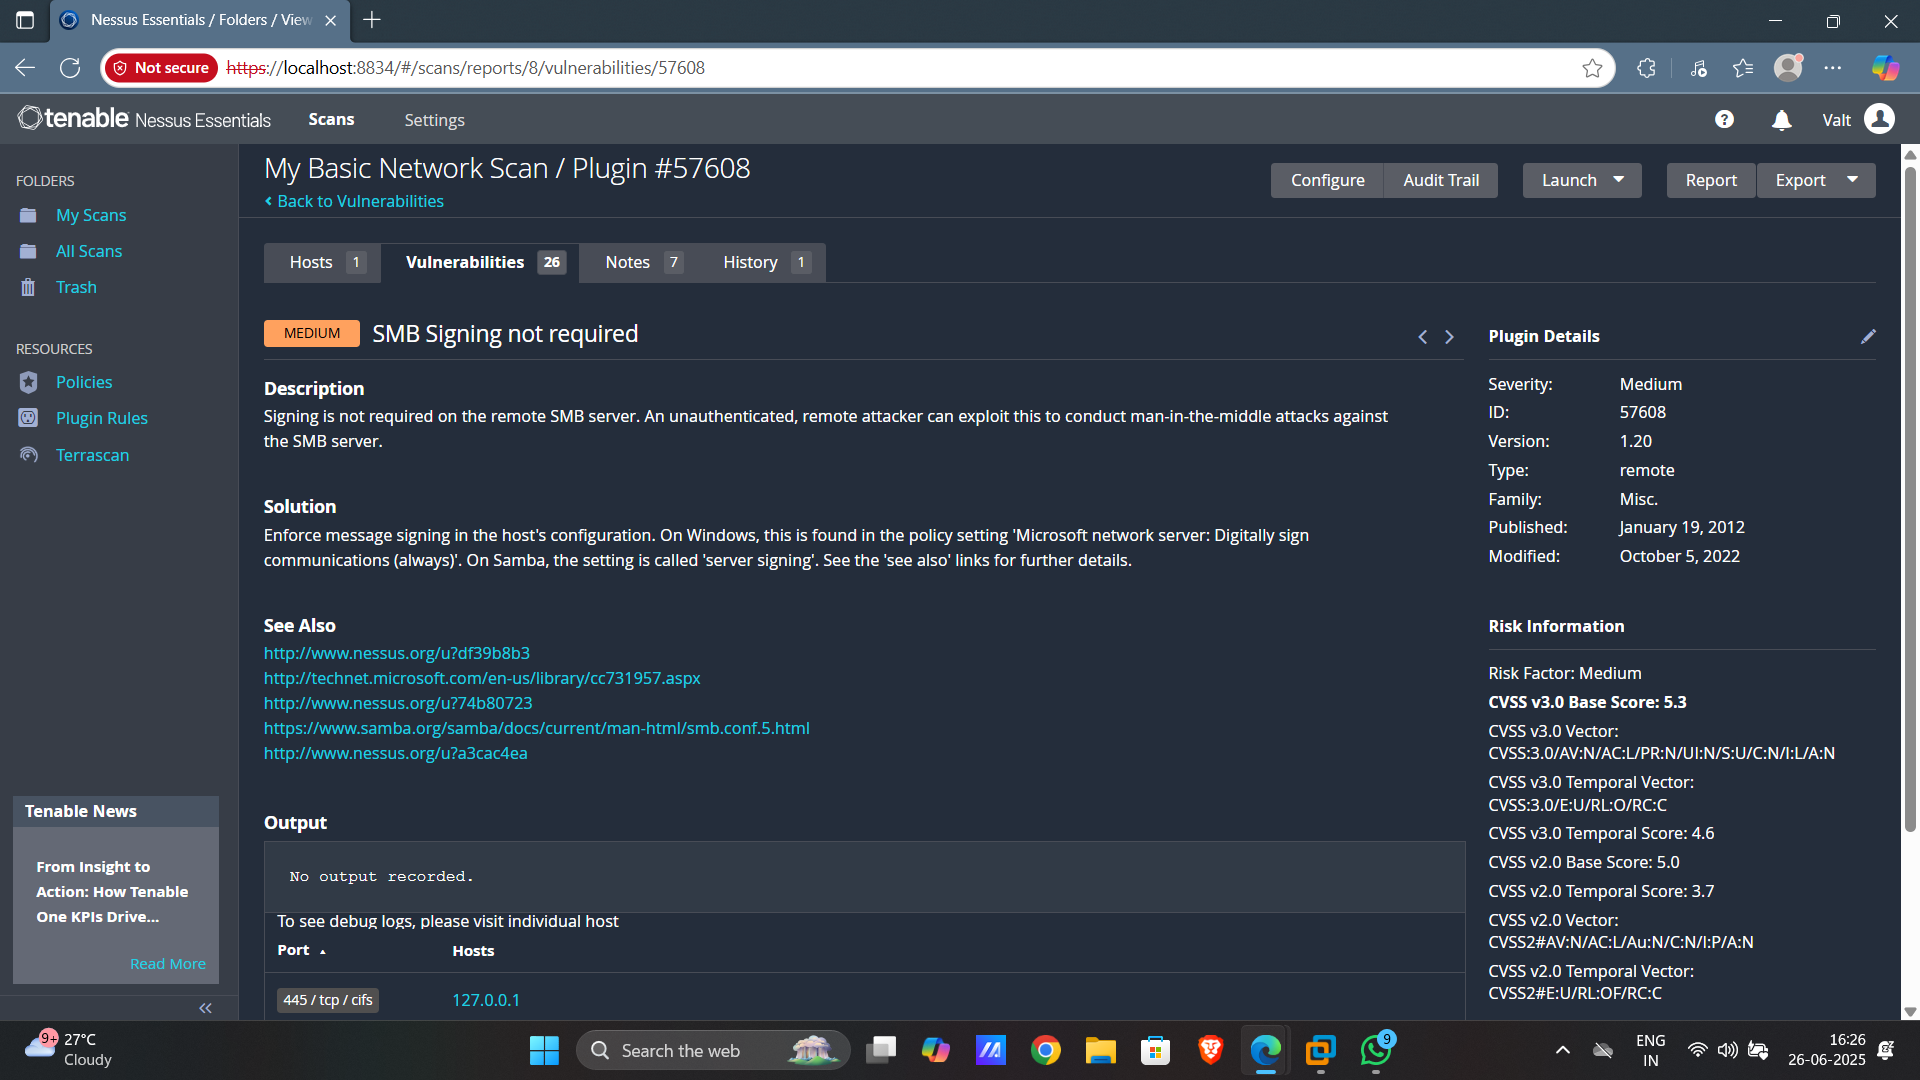 Nessus Essentials / Folders / View
Not secure
https://localhost:8834/#/scans/reports/8/vulnerabilities/57608
tenable Nessus Essentials
Scans
Settings
Valt
FOLDERS
My Scans
All Scans
Trash
RESOURCES
Policies
Plugin Rules
Terrascan
Tenable News
From Insight to
Action: How Tenable
One KPIs Drive...
Read More
My Basic Network Scan / Plugin #57608
Back to Vulnerabilities
Configure
Audit Trail
Launch
Report
Export
Hosts 1
Vulnerabilities 26
Notes 7
History 1
MEDIUM
SMB Signing not required
Description
Signing is not required on the remote SMB server. An unauthenticated, remote attacker can exploit this to conduct man-in-the-middle attacks against
the SMB server.
Solution
Enforce message signing in the host's configuration. On Windows, this is found in the policy setting 'Microsoft network server: Digitally sign
communications (always)'. On Samba, the setting is called 'server signing'. See the 'see also' links for further details.
See Also
http://www.nessus.org/u?df39b8b3
http://technet.microsoft.com/en-us/library/cc731957.aspx
http://www.nessus.org/u?74b80723
https://www.samba.org/samba/docs/current/man-html/smb.conf.5.html
http://www.nessus.org/u?a3cac4ea
Output
No output recorded.
To see debug logs, please visit individual host
Port
Hosts
445 / tcp / cifs
127.0.0.1
Plugin Details
Severity: Medium
ID: 57608
Version: 1.20
Type: remote
Family: Misc.
Published: January 19, 2012
Modified: October 5, 2022
Risk Information
Risk Factor: Medium
CVSS v3.0 Base Score: 5.3
CVSS v3.0 Vector:
CVSS:3.0/AV:N/AC:L/PR:N/UI:N/S:U/C:N/I:L/A:N
CVSS v3.0 Temporal Vector:
CVSS:3.0/E:U/RL:O/RC:C
CVSS v3.0 Temporal Score: 4.6
CVSS v2.0 Base Score: 5.0
CVSS v2.0 Temporal Score: 3.7
CVSS v2.0 Vector:
CVSS2#AV:N/AC:L/Au:N/C:N/I:P/A:N
CVSS v2.0 Temporal Vector:
CVSS2#E:U/RL:OF/RC:C
9+
27°C
Cloudy
Search the web
9
ENG
IN
16:26
26-06-2025